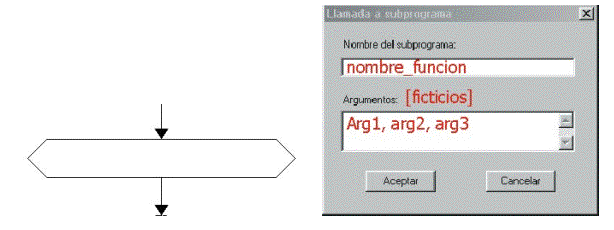 Llamada a subprograma
Nombre del subprograma:
nombre_funcion
Argumentos: [ficticios]
Arg1, arg2, arg3
Aceptar
Cancelar